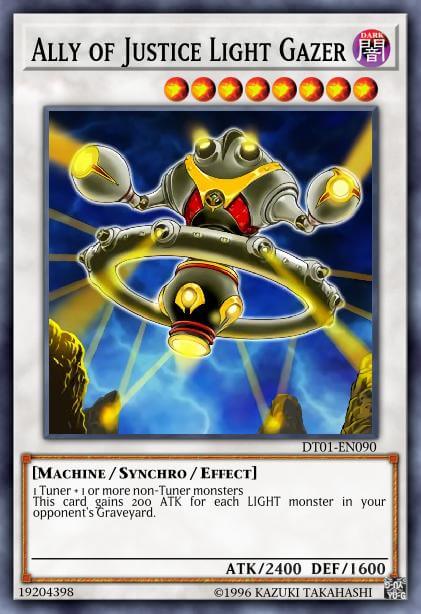 ALLY OF JUSTICE LIGHT GAZER
DARK
闇
DT01-EN090
[MACHINE / SYNCHRO / EFFECT]
1 Tuner + 1 or more non-Tuner monsters
This card gains 200 ATK for each LIGHT monster in your
opponent's Graveyard.
ATK/2400 DEF/1600
19204398
©1996 KAZUKI TAKAHASHI